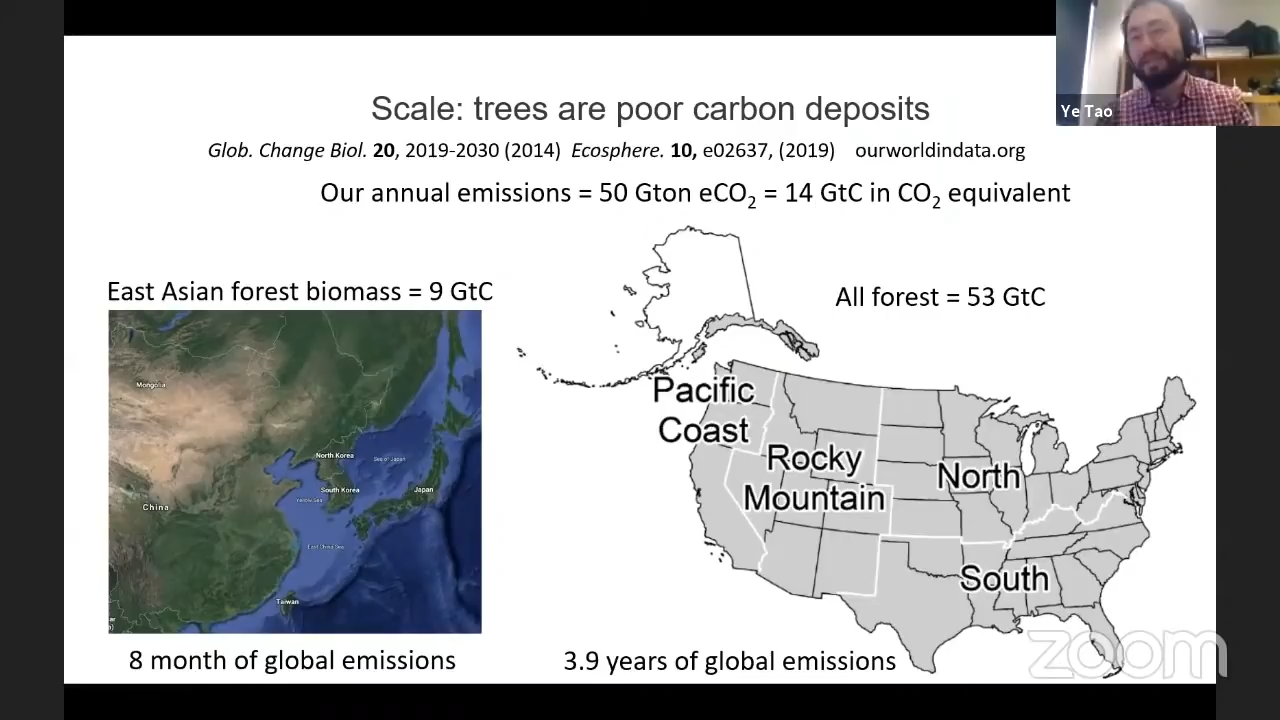 Ye Tao
Scale: trees are poor carbon deposits
Glob. Change Biol. 20, 2019-2030 (2014) Ecosphere. 10, e02637, (2019) ourworldindata.org
Our annual emissions = 50 Gton eCO₂ = 14 GtC in CO₂ equivalent
East Asian forest biomass = 9 GtC
All forest = 53 GtC
Mongolia
North Korea
Sea of Japan
South Korea
Japan
Yellow Sea
China
East China Sea
Taiwan
Pacific
Coast
Rocky
Mountain
North
South
8 month of global emissions
3.9 years of global emissions
zoom